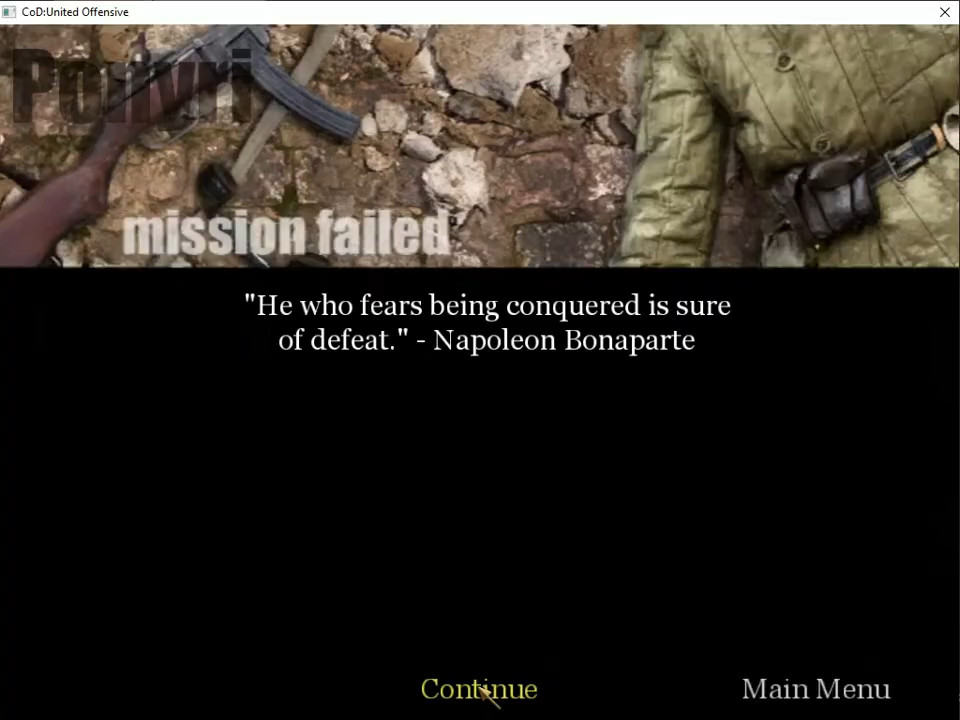 CoD:United Offensive
Ponyri
mission failed
"He who fears being conquered is sure
of defeat." - Napoleon Bonaparte
Continue
Main Menu